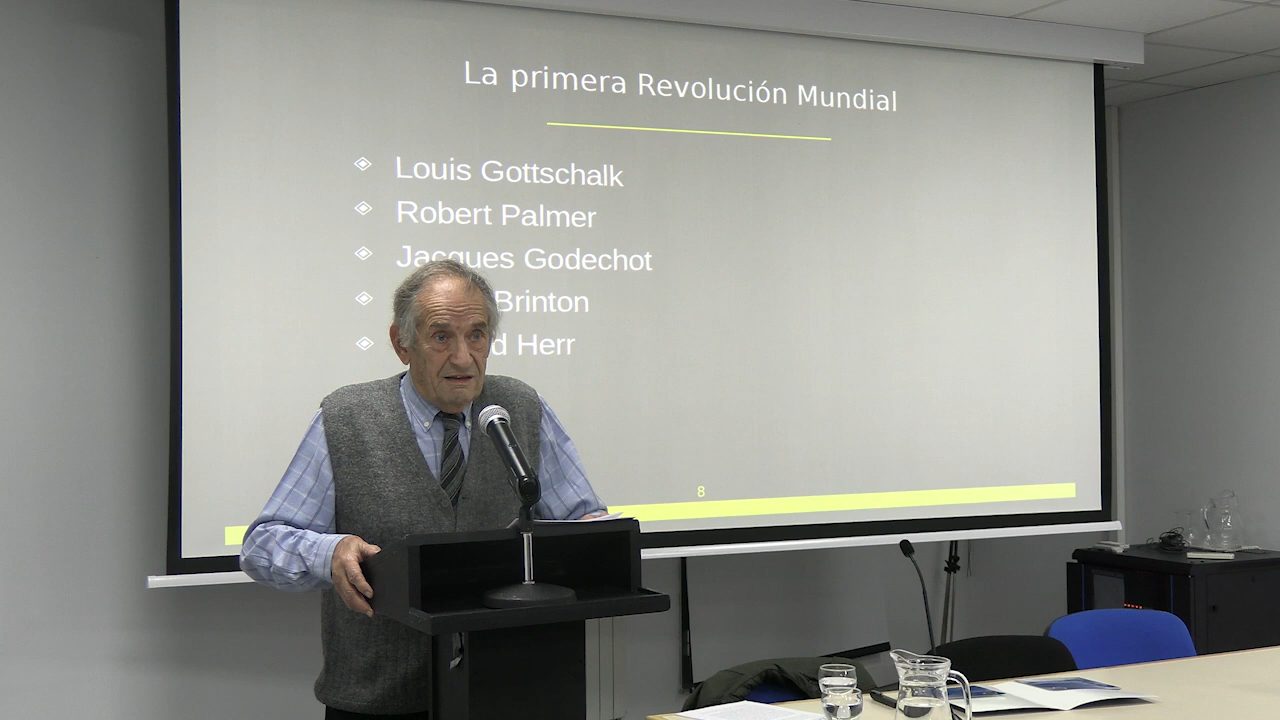 La primera Revolución Mundial
Louis Gottschalk
Robert Palmer
Jacques Godechot
Brinton
Herr
8